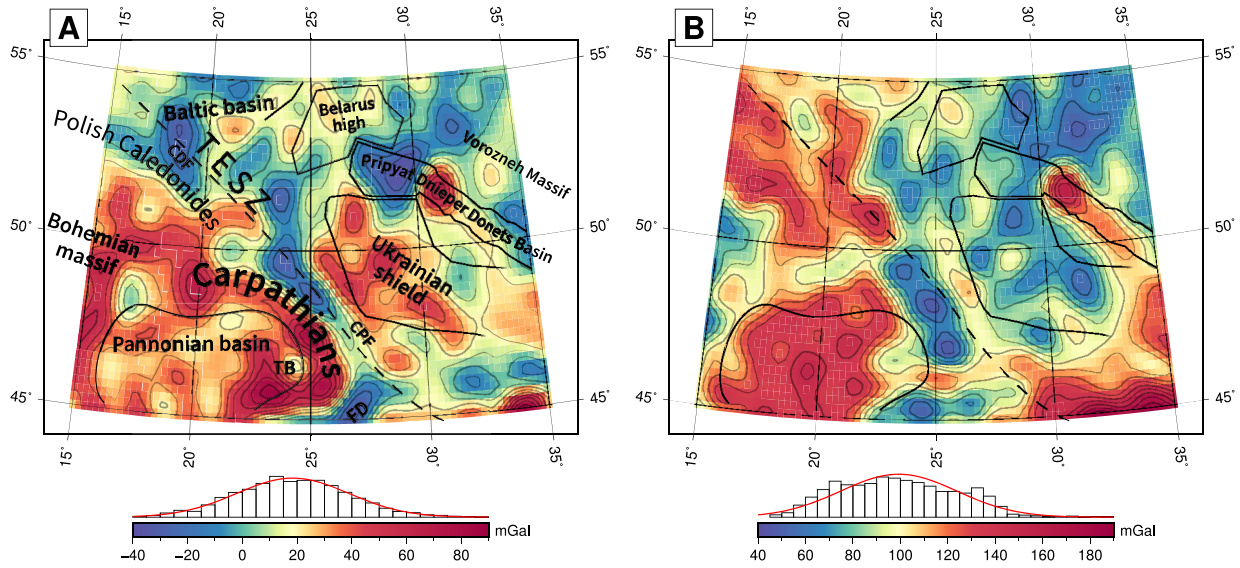 A
B
15°
20°
25°
30°
35°
15°
20°
25°
30°
35°
55°
55°
55°
55°
50°
50°
45°
45°
45°
45°
Baltic basin
Belarus
high
Polish Caledonides
CDF
TESZ
Vorozneh Massif
Pripyat Dnieper Donets Basin
Bohemian
massif
Ukrainian
shield
Carpathians
CPF
Pannonian basin
TB
FD
15°
20°
25°
30°
35°
15°
20°
25°
30°
35°
mGal
−40
−20
0
20
40
60
80
mGal
40
60
80
100
120
140
160
180